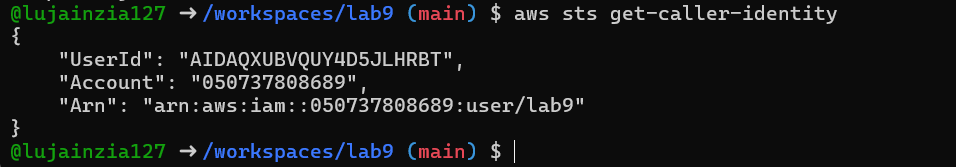 @lujainzia127 ➜ /workspaces/lab9 (main) $ aws sts get-caller-identity
{
    "UserId": "AIDAQXUBVQUY4D5JLHRBT",
    "Account": "050737808689",
    "Arn": "arn:aws:iam::050737808689:user/lab9"
}
@lujainzia127 ➜ /workspaces/lab9 (main) $